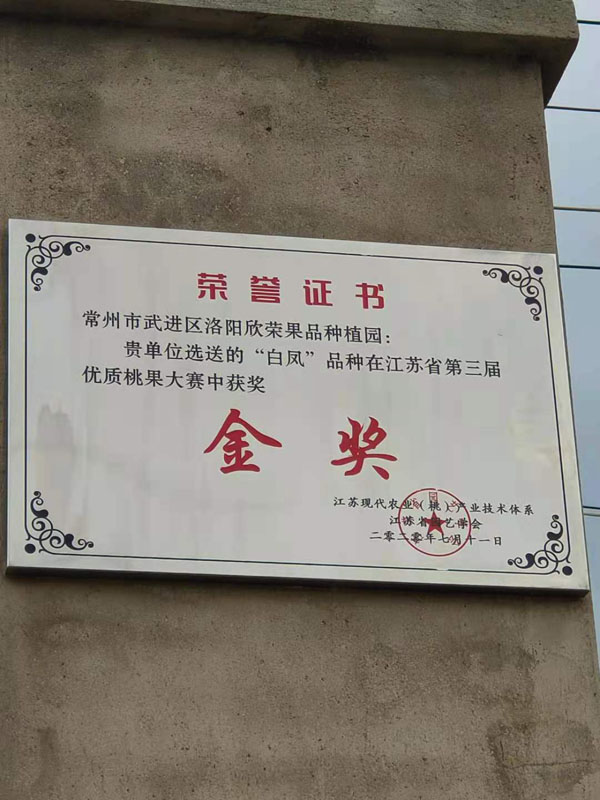 荣誉证书
常州市武进区洛阳欣荣果品种植园：
贵单位选送的“白凤”品种在江苏省第三届
优质桃果大赛中获奖
金奖
江苏现代农业（桃）产业技术体系
江苏省园艺学会
二零二零年七月十一日